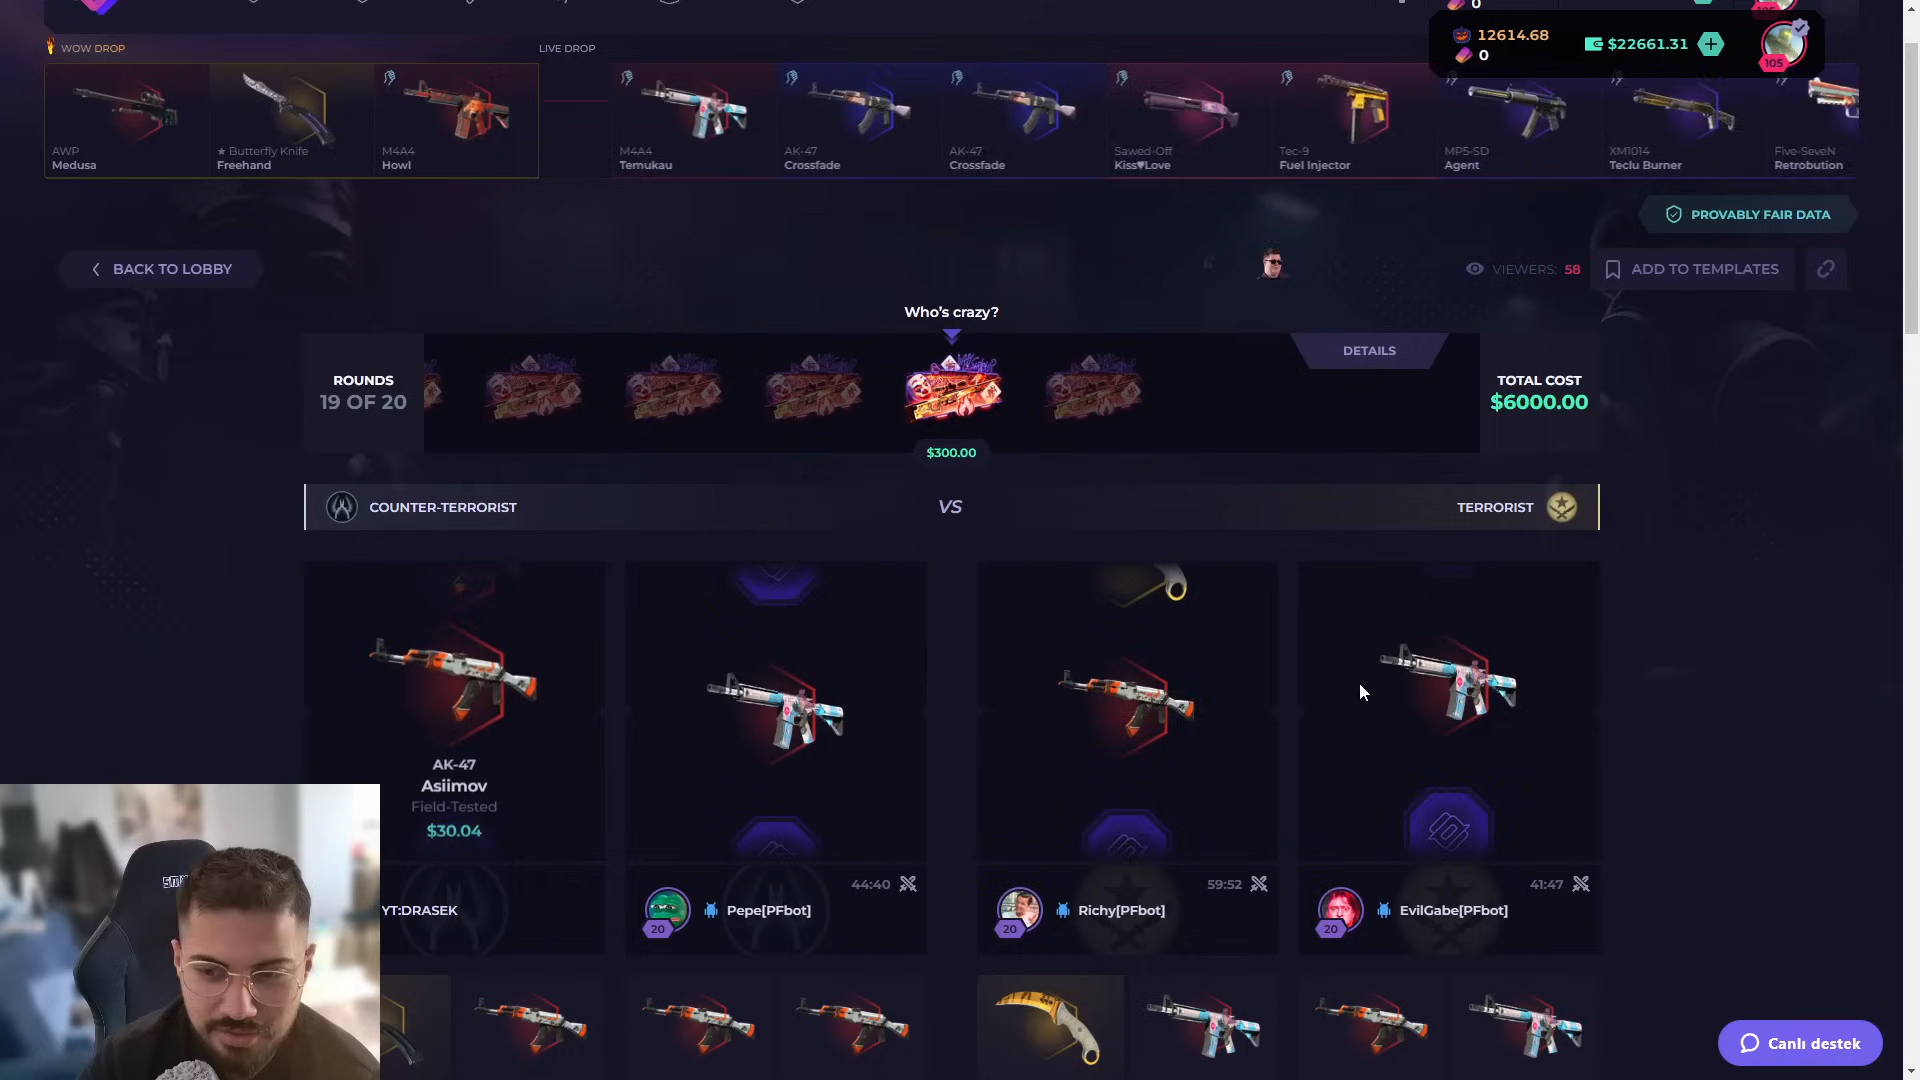 WOW DROP
LIVE DROP
0
12614.68
0
$22661.31
105
AWP
Medusa
★ Butterfly Knife
Freehand
M4A4
Howl
M4A4
Temukau
AK-47
Crossfade
AK-47
Crossfade
Sawed-Off
Kiss♥Love
Tec-9
Fuel Injector
MP5-SD
Agent
XM1014
Teclu Burner
Five-SeveN
Retrobution
PROVABLY FAIR DATA
BACK TO LOBBY
VIEWERS: 58
ADD TO TEMPLATES
Who's crazy?
ROUNDS
19 OF 20
DETAILS
TOTAL COST
$6000.00
$300.00
COUNTER-TERRORIST
VS
TERRORIST
AK-47
Asiimov
Field-Tested
$30.04
YT:DRASEK
44:40
20
Pepe[PFbot]
59:52
20
Richy[PFbot]
41:47
20
EvilGabe[PFbot]
Canlı destek